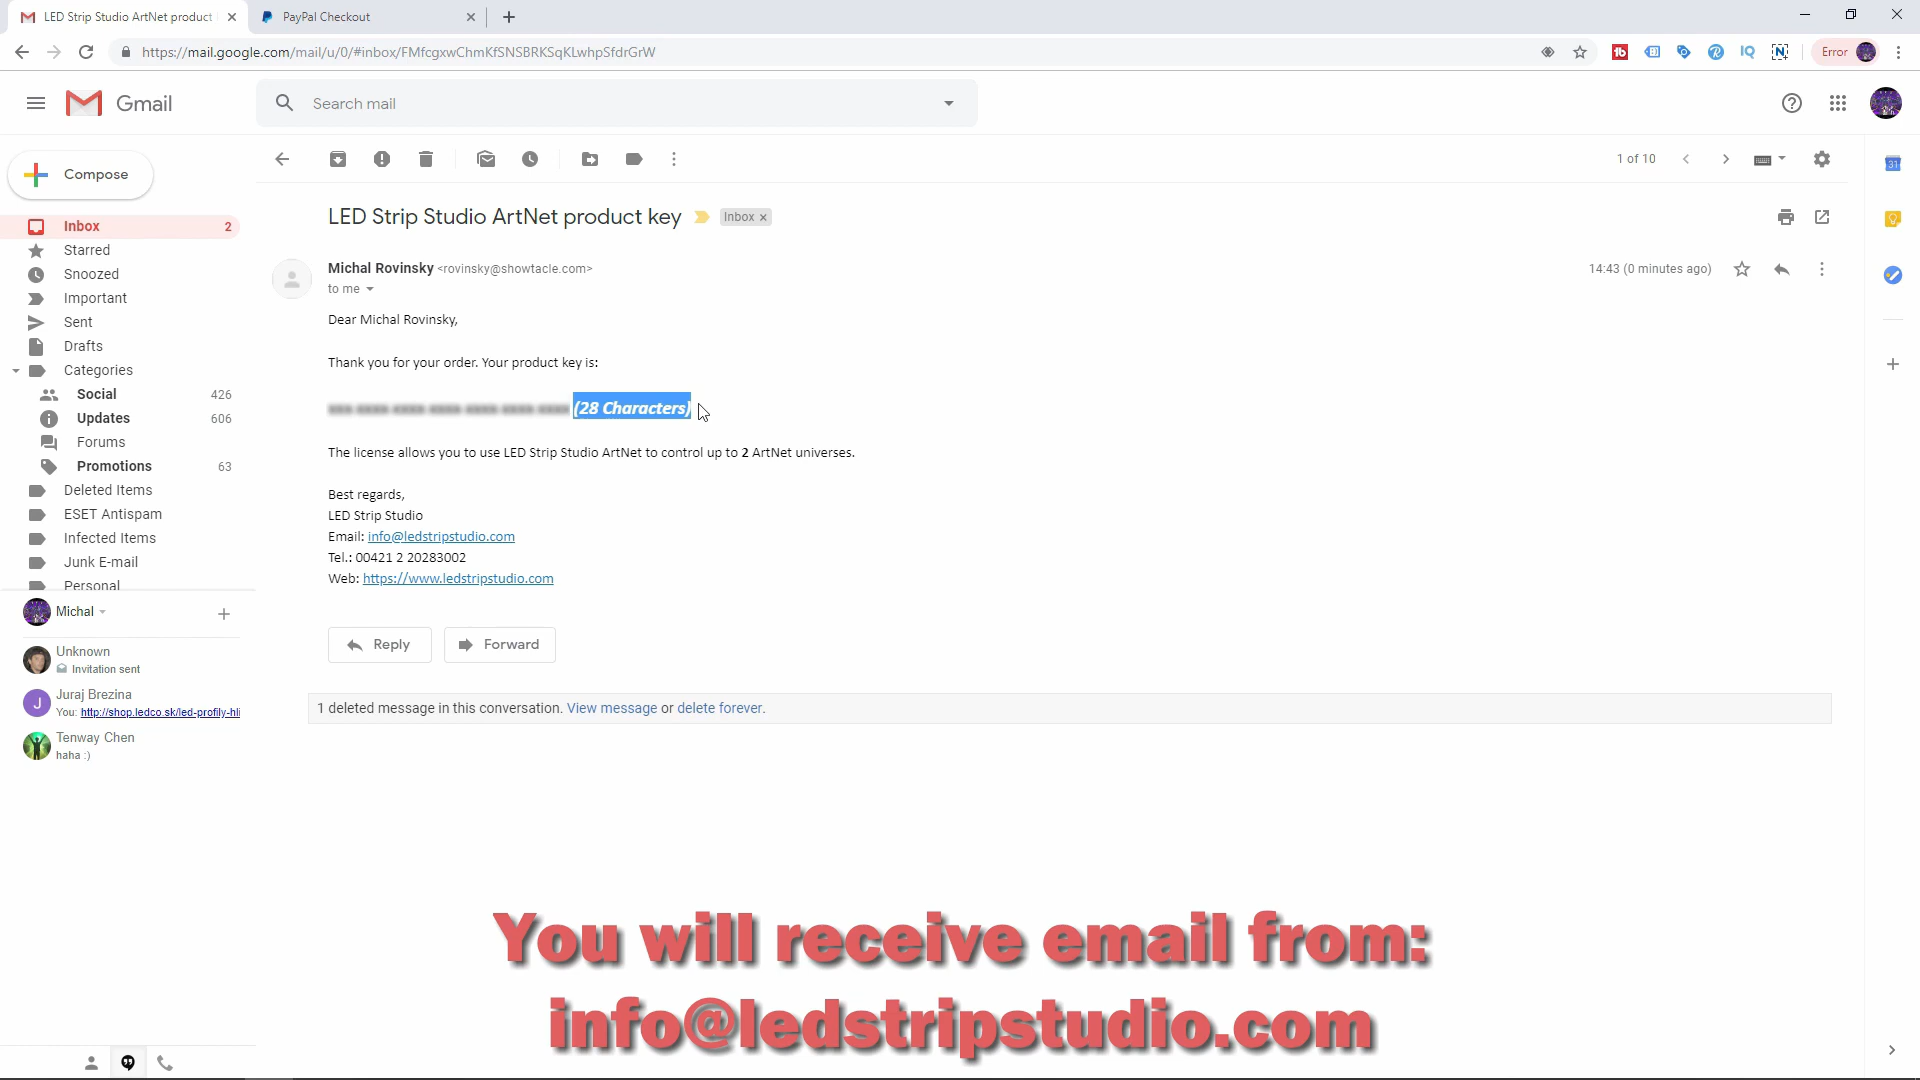 LED Strip Studio ArtNet product
PayPal Checkout
https://mail.google.com/mail/u/0/#inbox/FMfcgxwChmKfSNSBRKSqKLwhpSfdrGrW
Error
Gmail
Search mail
Compose
1 of 10
Inbox 2
Starred
Snoozed
Important
Sent
Drafts
Categories
Social 426
Updates 606
Forums
Promotions 63
Deleted Items
ESET Antispam
Infected Items
Junk E-mail
Personal
Michal
Unknown
Invitation sent
J
Juraj Brezina
You: http://shop.ledco.sk/led-profily-hli
Tenway Chen
haha :)
LED Strip Studio ArtNet product key Inbox x
Michal Rovinsky <rovinsky@showtacle.com>
14:43 (0 minutes ago)
to me
Dear Michal Rovinsky,
Thank you for your order. Your product key is:
(28 Characters)
The license allows you to use LED Strip Studio ArtNet to control up to 2 ArtNet universes.
Best regards,
LED Strip Studio
Email: info@ledstripstudio.com
Tel.: 00421 2 20283002
Web: https://www.ledstripstudio.com
Reply
Forward
1 deleted message in this conversation. View message or delete forever.
31
You will receive email from:
info@ledstripstudio.com